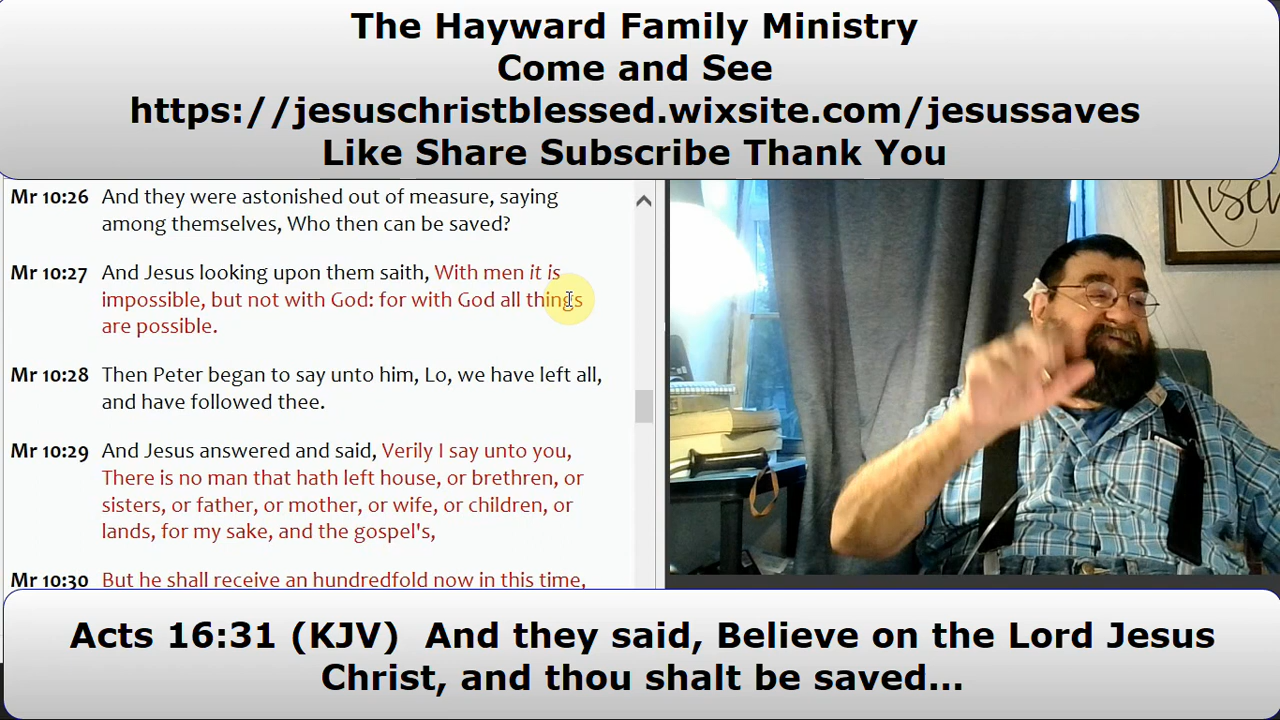 The Hayward Family Ministry
Come and See
https://jesuschristblessed.wixsite.com/jesussaves
Like Share Subscribe Thank You
Mr 10:26 And they were astonished out of measure, saying
among themselves, Who then can be saved?
Mr 10:27 And Jesus looking upon them saith, With men it is
impossible, but not with God: for with God all things
are possible.
Mr 10:28 Then Peter began to say unto him, Lo, we have left all,
and have followed thee.
Mr 10:29 And Jesus answered and said, Verily I say unto you,
There is no man that hath left house, or brethren, or
sisters, or father, or mother, or wife, or children, or
lands, for my sake, and the gospel's,
Mr 10:30 But he shall receive an hundredfold now in this time,
Risen
Acts 16:31 (KJV) And they said, Believe on the Lord Jesus
Christ, and thou shalt be saved...